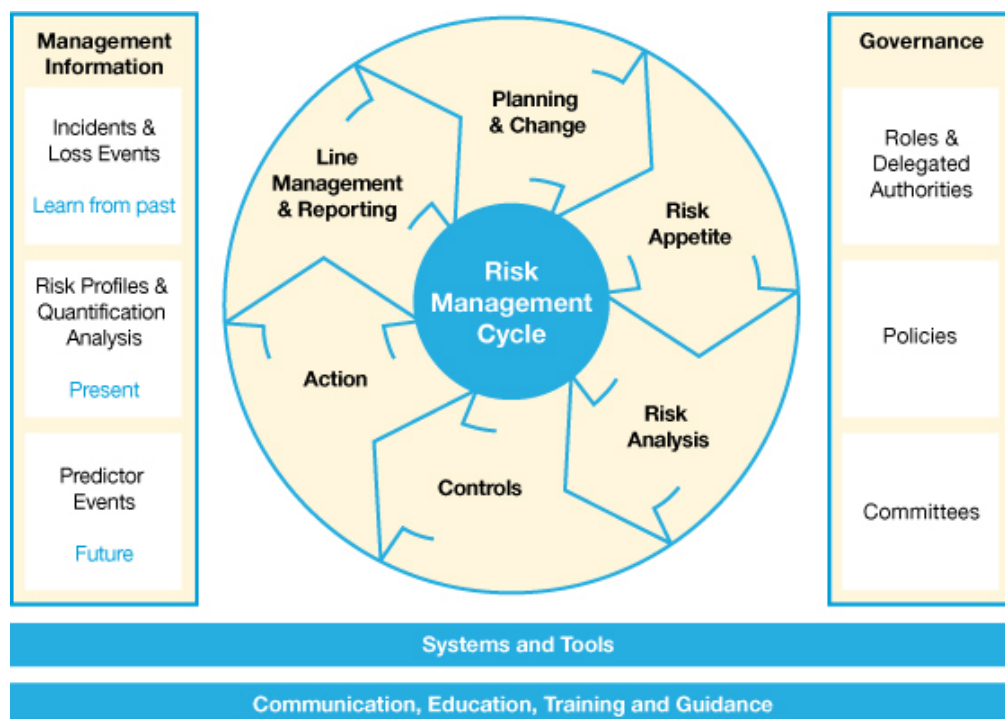 Management
Information
Incidents &
Loss Events
Learn from past
Risk Profiles &
Quantification
Analysis
Present
Predictor
Events
Future
Planning
& Change
Risk
Appetite
Risk
Analysis
Controls
Action
Line
Management
& Reporting
Risk
Management
Cycle
Governance
Roles &
Delegated
Authorities
Policies
Committees
Systems and Tools
Communication, Education, Training and Guidance